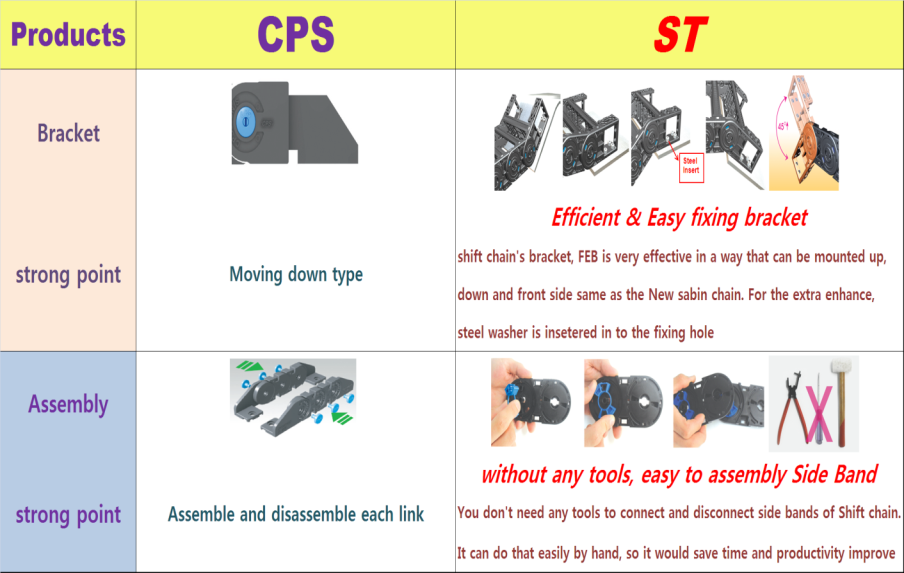 Products
CPS
ST
Bracket
45°
Steel
insert
Efficient & Easy fixing bracket
strong point
Moving down type
shift chain's bracket, FEB is very effective in a way that can be mounted up,
down and front side same as the New sabin chain. For the extra enhance,
steel washer is insetered in to the fixing hole
Assembly
without any tools, easy to assembly Side Band
strong point
Assemble and disassemble each link
You don't need any tools to connect and disconnect side bands of Shift chain.
It can do that easily by hand, so it would save time and productivity improve